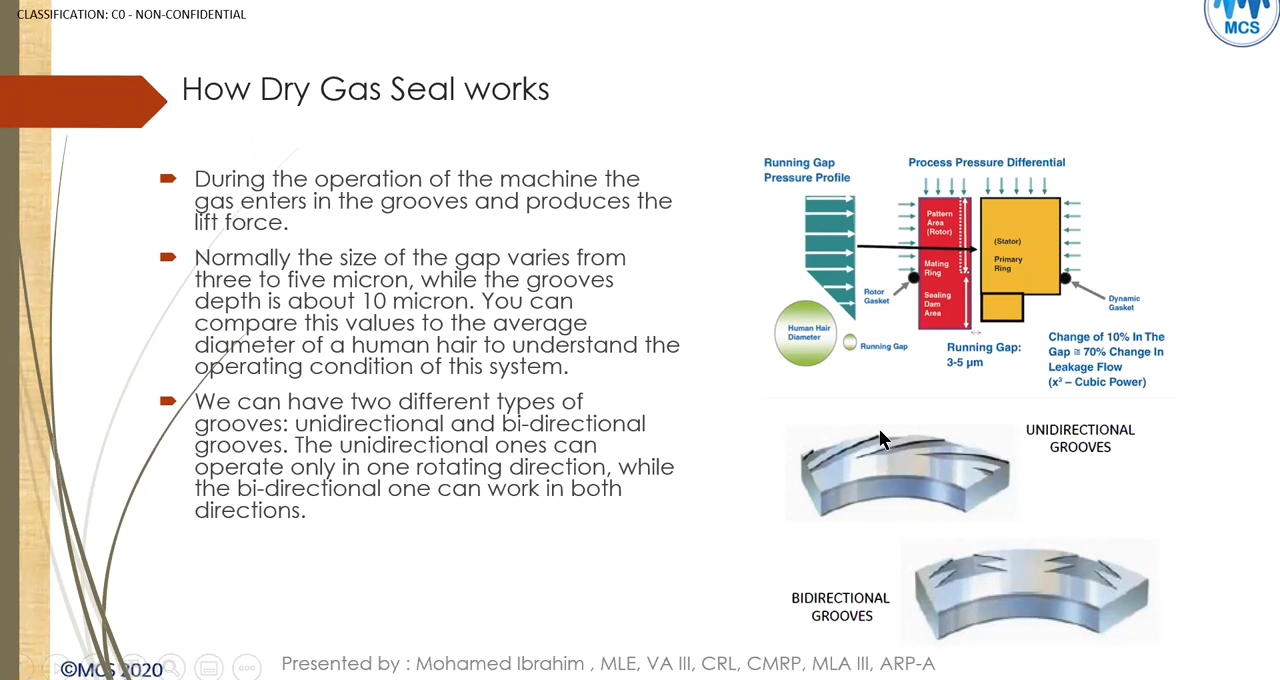 CLASSIFICATION: C0 - NON-CONFIDENTIAL
MCS
How Dry Gas Seal works
During the operation of the machine the
gas enters in the grooves and produces the
lift force.
Normally the size of the gap varies from
three to five micron, while the grooves
depth is about 10 micron. You can
compare this values to the average
diameter of a human hair to understand the
operating condition of this system.
We can have two different types of
grooves: unidirectional and bi-directional
grooves. The unidirectional ones can
operate only in one rotating direction, while
the bi-directional one can work in both
directions.
Running Gap
Pressure Profile
Process Pressure Differential
Pattern
Area
(Rotor)
Mating
Ring
Sealing
Dam
Area
(Stator)
Primary
Ring
Rotor
Gasket
Dynamic
Gasket
Human Hair
Diameter
Running Gap
Running Gap:
3-5 µm
Change of 10% In The
Gap ≅ 70% Change In
Leakage Flow
(x³ – Cubic Power)
UNIDIRECTIONAL
GROOVES
BIDIRECTIONAL
GROOVES
©MCS 2020
Presented by : Mohamed Ibrahim , MLE, VA III, CRL, CMRP, MLA III, ARP-A